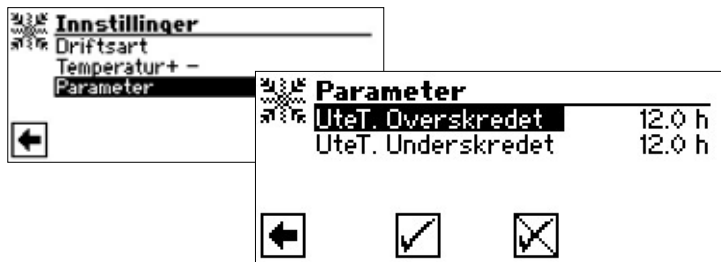 Innstillinger
Driftsart
Temperatur+ -
Parameter
Parameter
UteT. Overskredet 12.0 h
UteT. Underskredet 12.0 h